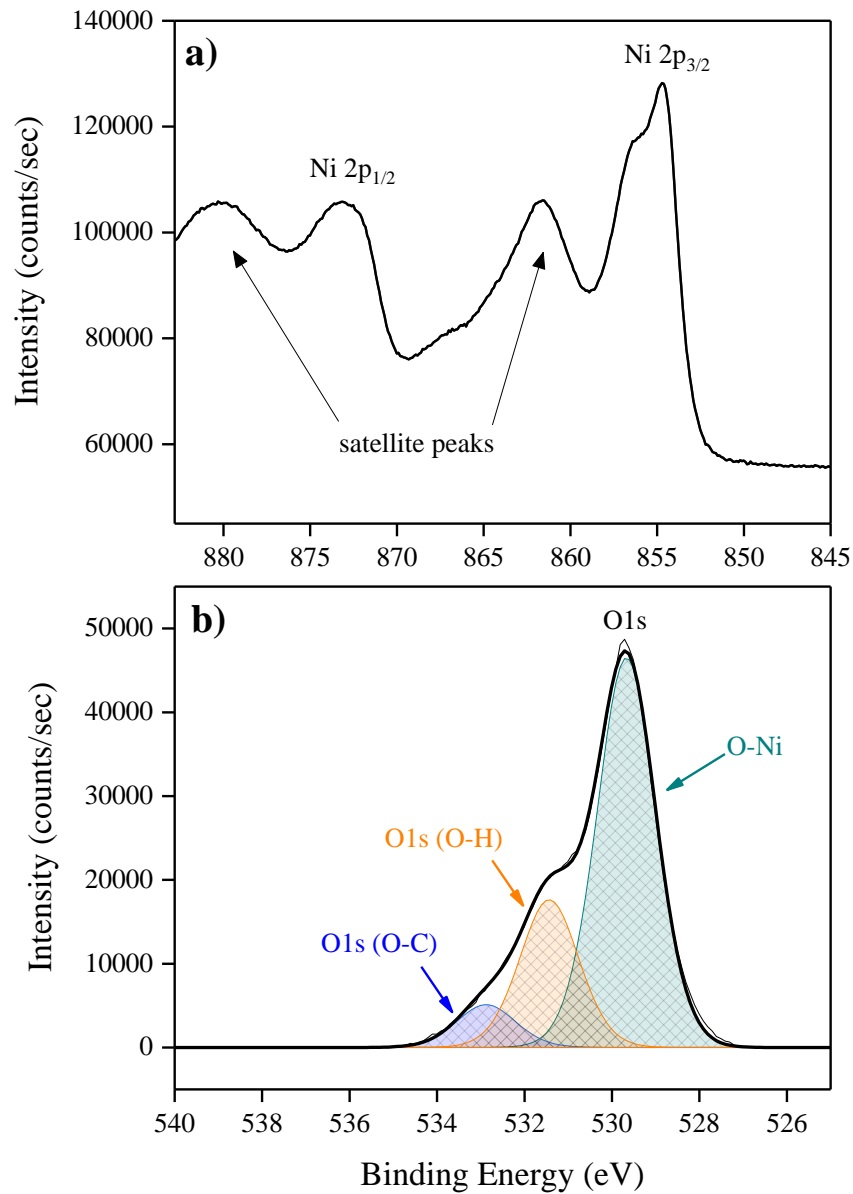 a)
Ni 2p3/2
Ni 2p1/2
satellite peaks
Intensity (counts/sec)
140000
120000
100000
80000
60000
880 875 870 865 860 855 850 845
b)
O1s
O-Ni
O1s (O-H)
O1s (O-C)
Intensity (counts/sec)
50000
40000
30000
20000
10000
0
540 538 536 534 532 530 528 526
Binding Energy (eV)